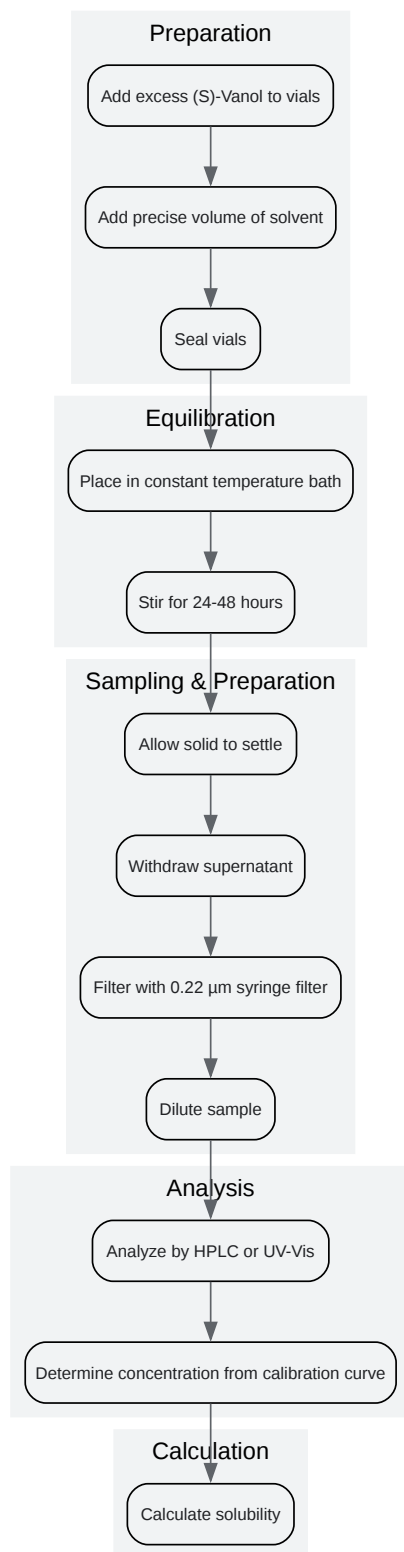 Preparation
Add excess (S)-Vanol to vials
Add precise volume of solvent
Seal vials
Equilibration
Place in constant temperature bath
Stir for 24-48 hours
Sampling & Preparation
Allow solid to settle
Withdraw supernatant
Filter with 0.22 µm syringe filter
Dilute sample
Analysis
Analyze by HPLC or UV-Vis
Determine concentration from calibration curve
Calculation
Calculate solubility